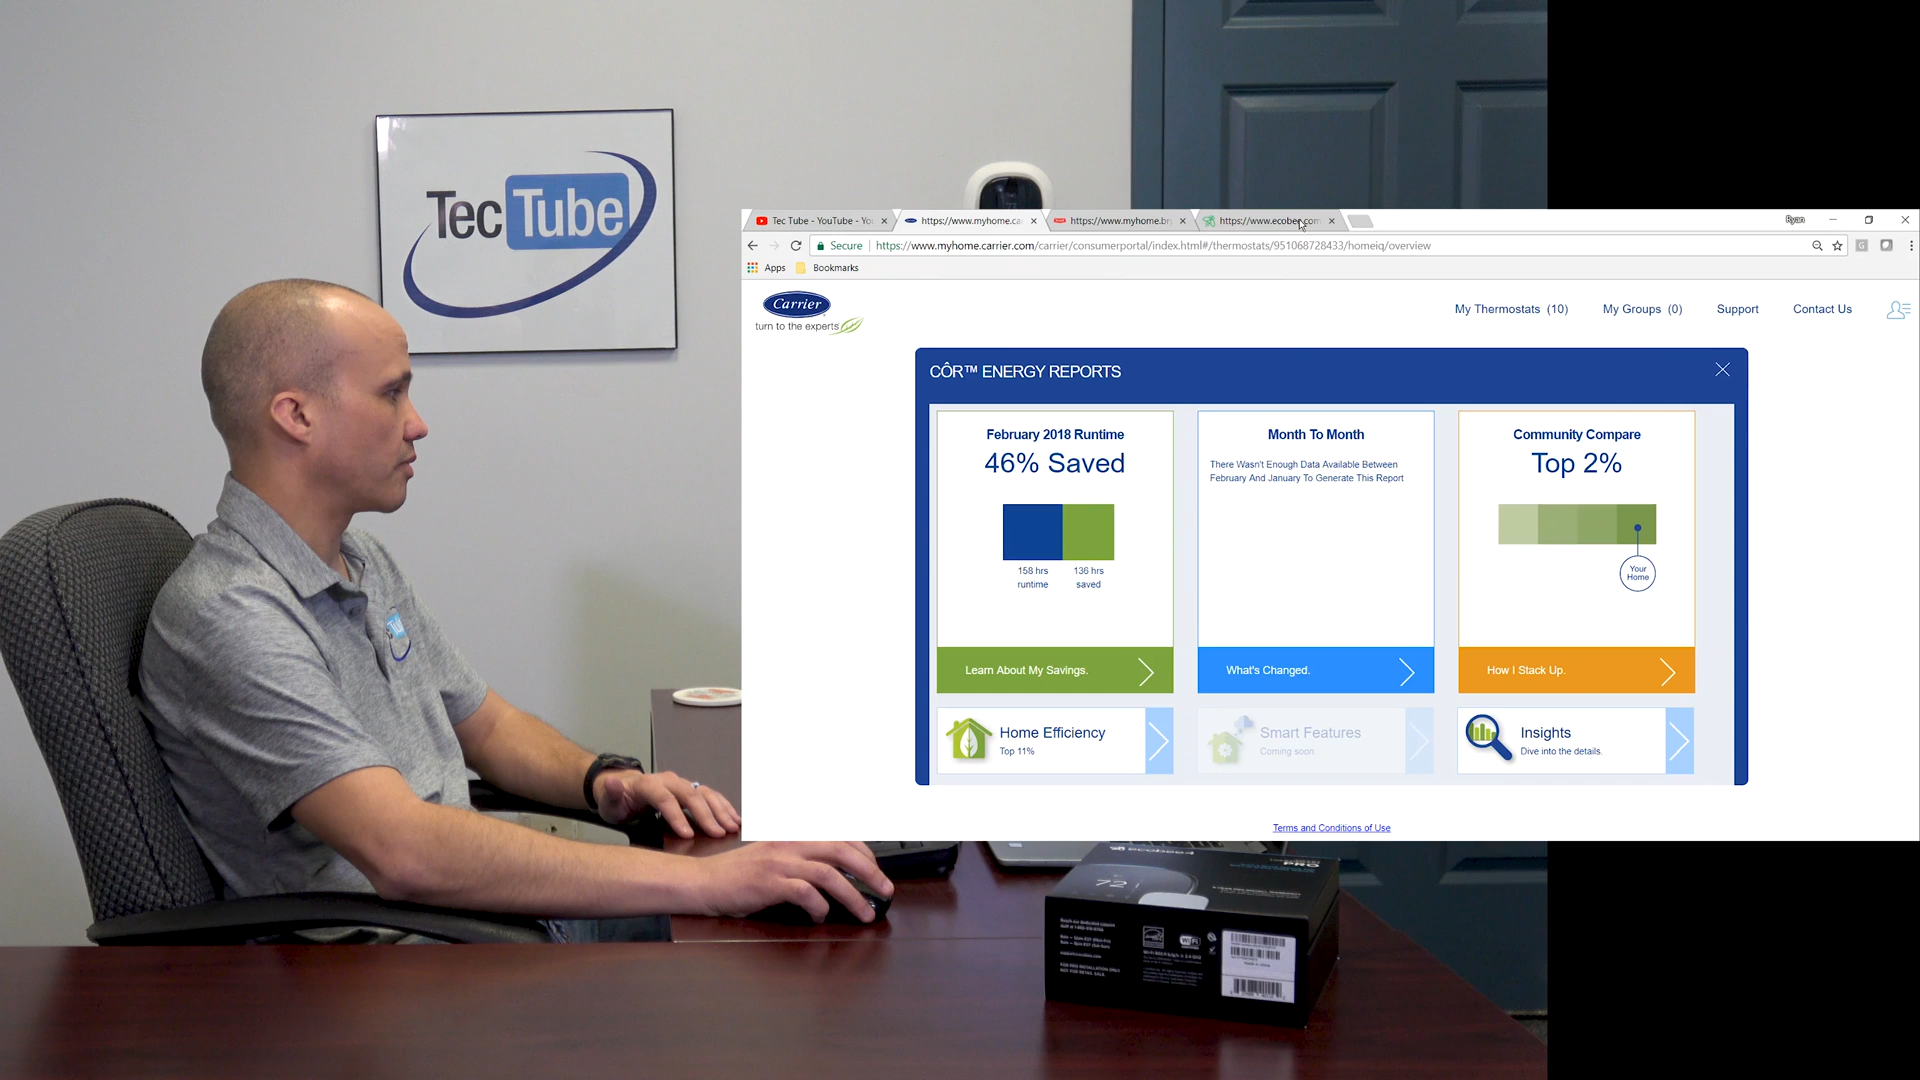 TecTube
Tec Tube - YouTube - Yo
https://www.myhome.ca
https://www.myhome.br
https://www.ecobee.com
Ryan
Secure
https://www.myhome.carrier.com/carrier/consumerportal/index.html#/thermostats/951068728433/homeiq/overview
Apps
Bookmarks
Carrier
turn to the experts
My Thermostats (10)
My Groups (0)
Support
Contact Us
CÔR™ ENERGY REPORTS
February 2018 Runtime
46% Saved
158 hrs
runtime
136 hrs
saved
Learn About My Savings.
Month To Month
There Wasn't Enough Data Available Between
February And January To Generate This Report
What's Changed.
Community Compare
Top 2%
Your
Home
How I Stack Up.
Home Efficiency
Top 11%
Smart Features
Coming soon.
Insights
Dive into the details.
Terms and Conditions of Use
72